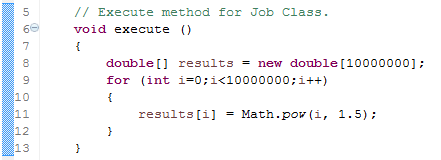 5 // Execute method for Job Class.
6 void execute ()
7 {
8 double[] results = new double[10000000];
9 for (int i=0;i<10000000;i++)
10 {
11 results[i] = Math.pow(i, 1.5);
12 }
13 }